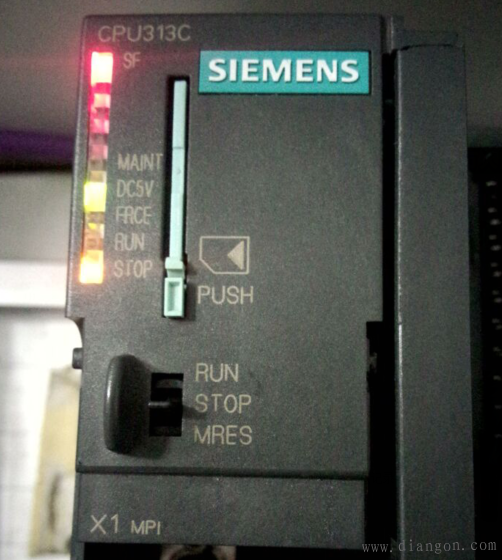 CPU313C
SF
SIEMENS
MAINT
DC5V
FRCE
RUN
STOP
PUSH
RUN
STOP
MRES
X1 MPI
www.diangon.com